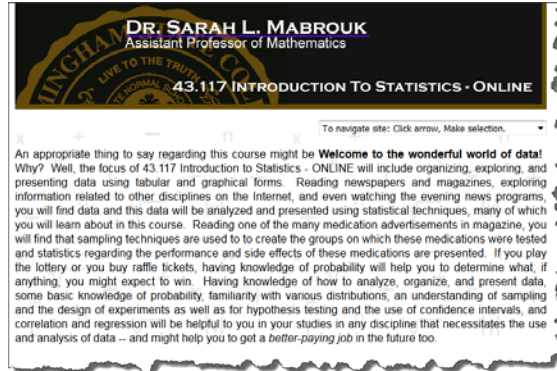 DR. SARAH L. MABROUK
Assistant Professor of Mathematics
MINGHAM
LIVE TO THE TRUTH
NORMAL
COL
43.117 INTRODUCTION TO STATISTICS - ONLINE
To navigate site: Click arrow, Make selection.
An appropriate thing to say regarding this course might be Welcome to the wonderful world of data!
Why? Well, the focus of 43.117 Introduction to Statistics - ONLINE will include organizing, exploring, and
presenting data using tabular and graphical forms. Reading newspapers and magazines, exploring
information related to other disciplines on the Internet, and even watching the evening news programs,
you will find data and this data will be analyzed and presented using statistical techniques, many of which
you will learn about in this course. Reading one of the many medication advertisements in magazine, you
will find that sampling techniques are used to to create the groups on which these medications were tested
and statistics regarding the performance and side effects of these medications are presented. If you play
the lottery or you buy raffle tickets, having knowledge of probability will help you to determine what, if
anything, you might expect to win. Having knowledge of how to analyze, organize, and present data,
some basic knowledge of probability, familiarity with various distributions, an understanding of sampling
and the design of experiments as well as for hypothesis testing and the use of confidence intervals, and
correlation and regression will be helpful to you in your studies in any discipline that necessitates the use
and analysis of data -- and might help you to get a better-paying job in the future too.